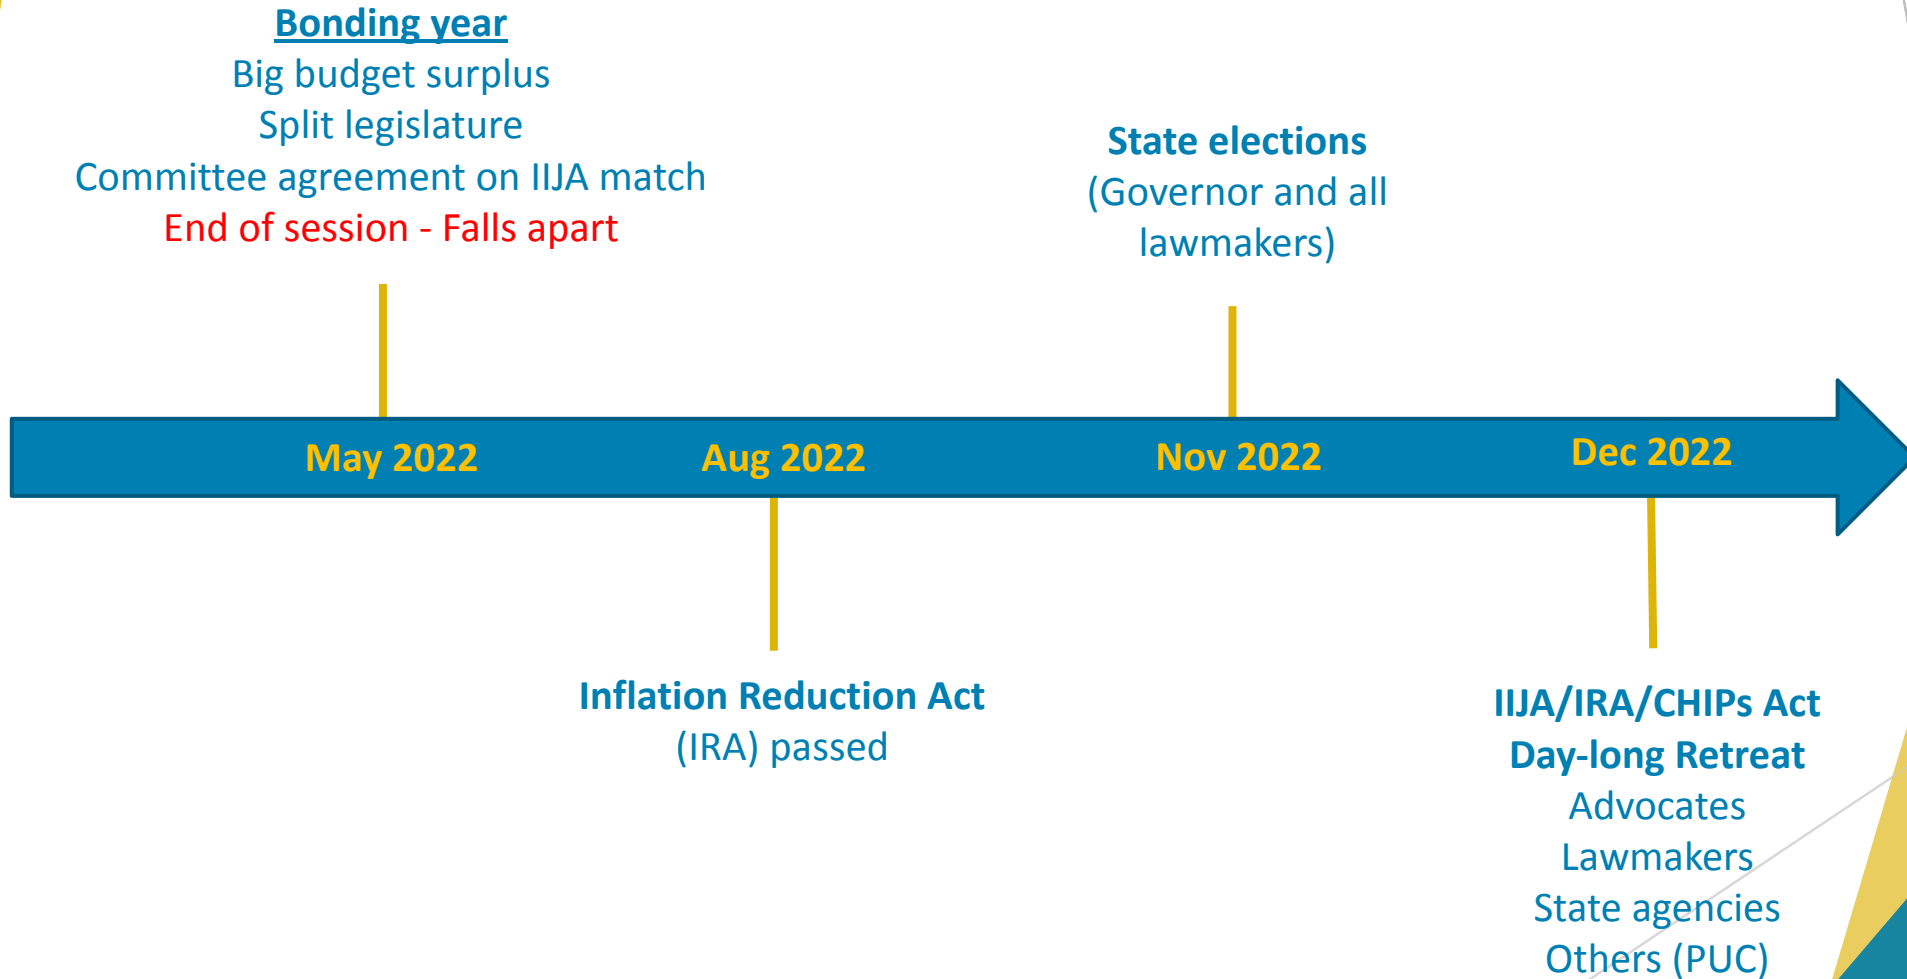 Bonding year
Big budget surplus
Split legislature
Committee agreement on IIJA match
End of session - Falls apart
State elections
(Governor and all
lawmakers)
May 2022
Aug 2022
Nov 2022
Dec 2022
Inflation Reduction Act
(IRA) passed
IIJA/IRA/CHIPs Act
Day-long Retreat
Advocates
Lawmakers
State agencies
Others (PUC)